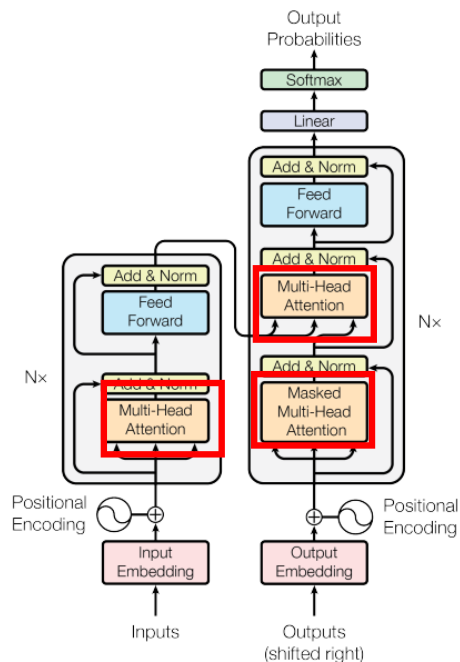 Output
Probabilities
Softmax
Linear
Add & Norm
Feed
Forward
Add & Norm
Multi-Head
Attention
Add & Norm
Masked
Multi-Head
Attention
Nx
Positional
Encoding
Output
Embedding
Outputs
(shifted right)
Add & Norm
Feed
Forward
Add & Norm
Multi-Head
Attention
Nx
Positional
Encoding
Input
Embedding
Inputs